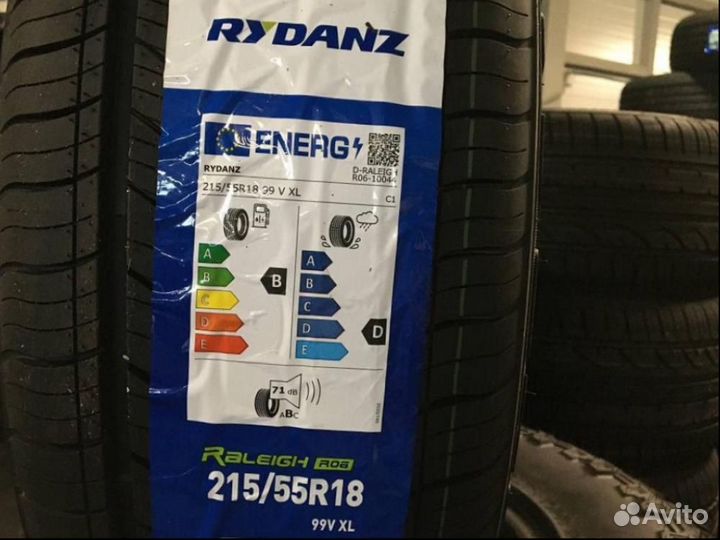 RYDANZ
ENERG
RYDANZ
D-RALEIGH
R06-10044
215/55R18 99 V XL
C1
A
B
C
D
E
B
A
B
C
D
E
D
71 dB
ABC
RaLEIGH R06
215/55R18
99V XL
Avito